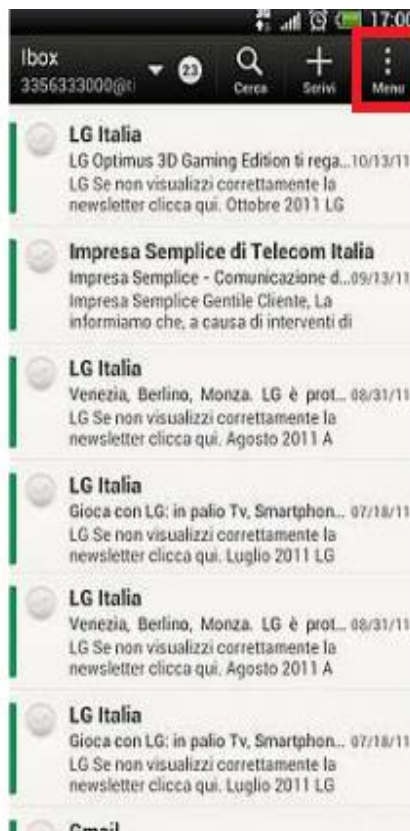 17:00
Ibox
3356333000@ti
23
Cerca
Scrivi
Menu
LG Italia
LG Optimus 3D Gaming Edition ti rega...10/13/11
LG Se non visualizzi correttamente la
newsletter clicca qui. Ottobre 2011 LG
Impresa Semplice di Telecom Italia
Impresa Semplice - Comunicazione d...09/13/11
Impresa Semplice Gentile Cliente, La
informiamo che, a causa di interventi di
LG Italia
Venezia, Berlino, Monza. LG è prot... 08/31/11
LG Se non visualizzi correttamente la
newsletter clicca qui. Agosto 2011 A
LG Italia
Gioca con LG: in palio Tv, Smartphon... 07/18/11
LG Se non visualizzi correttamente la
newsletter clicca qui. Luglio 2011 LG
LG Italia
Venezia, Berlino, Monza. LG è prot... 08/31/11
LG Se non visualizzi correttamente la
newsletter clicca qui. Agosto 2011 A
LG Italia
Gioca con LG: in palio Tv, Smartphon... 07/18/11
LG Se non visualizzi correttamente la
newsletter clicca qui. Luglio 2011 LG
Gmail